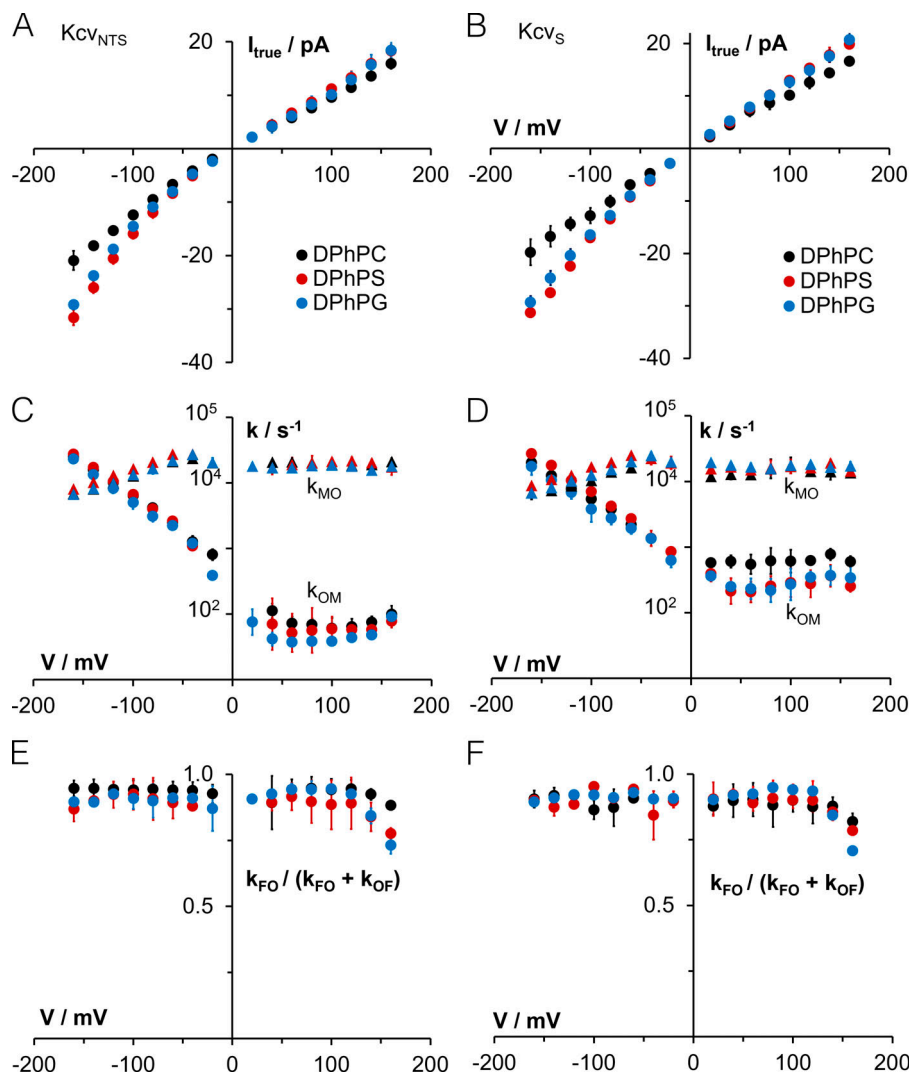 A
Kcv_NTS
I_true / pA
20
-200
-100
0
100
200
-20
-40
DPhPC
DPhPS
DPhPG
B
Kcv_S
I_true / pA
20
V / mV
-200
-100
0
100
200
-20
-40
DPhPC
DPhPS
DPhPG
C
10^5
k / s^-1
10^4
k_MO
k_OM
10^2
V / mV
-200
-100
0
100
200
D
10^5
k / s^-1
10^4
k_MO
10^2
k_OM
V / mV
-200
-100
0
100
200
E
1.0
k_FO / (k_FO + k_OF)
0.5
V / mV
-200
-100
0
100
200
F
1.0
k_FO / (k_FO + k_OF)
0.5
V / mV
-200
-100
0
100
200